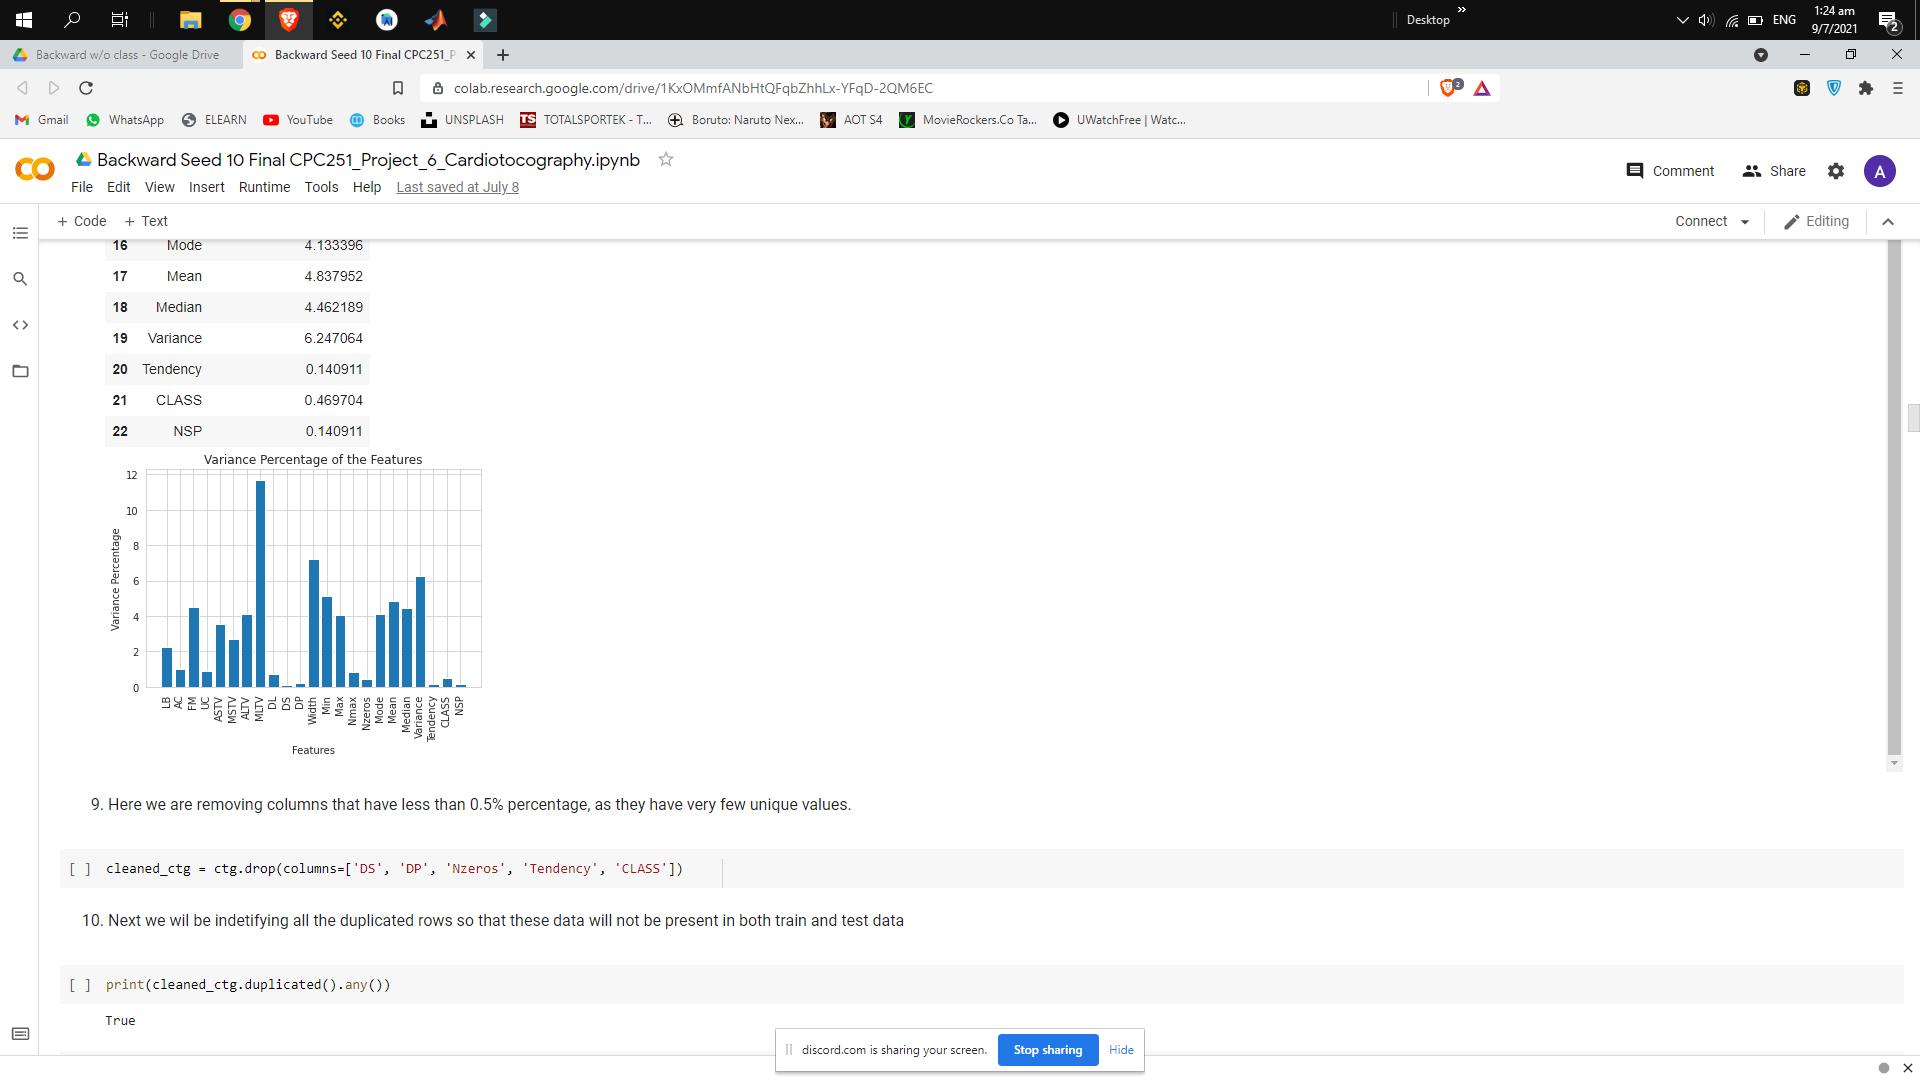 Desktop
»
ENG
1:24 am
9/7/2021
2
Backward w/o class - Google Drive
Backward Seed 10 Final CPC251_P
colab.research.google.com/drive/1KxOMmfANbHtQFqbZhhLx-YFqD-2QM6EC
2
Gmail
WhatsApp
ELEARN
YouTube
Books
UNSPLASH
TS
TOTALSPORTEK - T...
Boruto: Naruto Nex...
AOT S4
MovieRockers.Co Ta...
UWatchFree | Watc...
Backward Seed 10 Final CPC251_Project_6_Cardiotocography.ipynb
Comment
Share
A
File Edit View Insert Runtime Tools Help Last saved at July 8
+ Code + Text
Connect
Editing
16 Mode 4.133396
17 Mean 4.837952
18 Median 4.462189
19 Variance 6.247064
20 Tendency 0.140911
21 CLASS 0.469704
22 NSP 0.140911
Variance Percentage of the Features
12
10
8
6
4
2
0
Variance Percentage
LB AC FM UC ASTV MSTV ALTV MLTV DL DS DP Width Min Max Nmax Nzeros Mode Mean Median Variance Tendency CLASS NSP
Features
9. Here we are removing columns that have less than 0.5% percentage, as they have very few unique values.
[ ] cleaned_ctg = ctg.drop(columns=['DS', 'DP', 'Nzeros', 'Tendency', 'CLASS'])
10. Next we wil be indetifying all the duplicated rows so that these data will not be present in both train and test data
[ ] print(cleaned_ctg.duplicated().any())
True
discord.com is sharing your screen.
Stop sharing
Hide